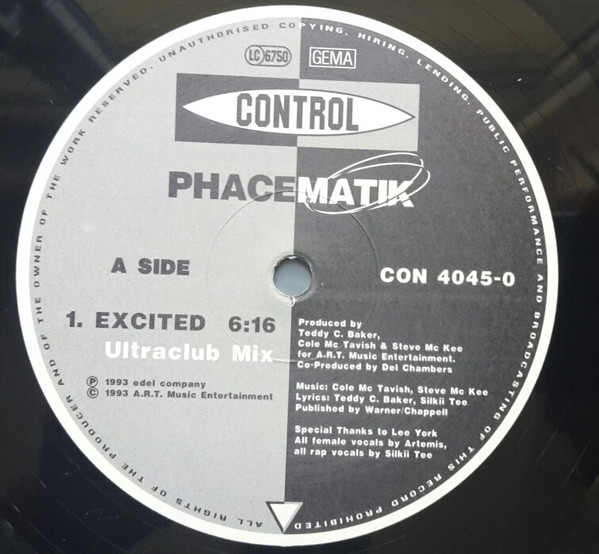 ALL RIGHTS OF THE PRODUCER AND OF THE OWNER OF THE WORK RESERVED. UNAUTHORISED COPYING, HIRING, LENDING, PUBLIC PERFORMANCE AND BROADCASTING OF THIS RECORD PROHIBITED
LC 6750 GEMA
CONTROL
PHACEMATIK
A SIDE
CON 4045-0
1. EXCITED 6:16
Ultraclub Mix
Ⓟ 1993 edel company
© 1993 A.R.T. Music Entertainment
Produced by
Teddy C. Baker,
Cole Mc Tavish & Steve Mc Kee
for A.R.T. Music Entertainment.
Co-Produced by Del Chambers
Music: Cole Mc Tavish, Steve Mc Kee
Lyrics: Teddy C. Baker, Silkii Tee
Published by Warner/Chappell
Special Thanks to Lee York
All female vocals by Artemis,
all rap vocals by Silkii Tee